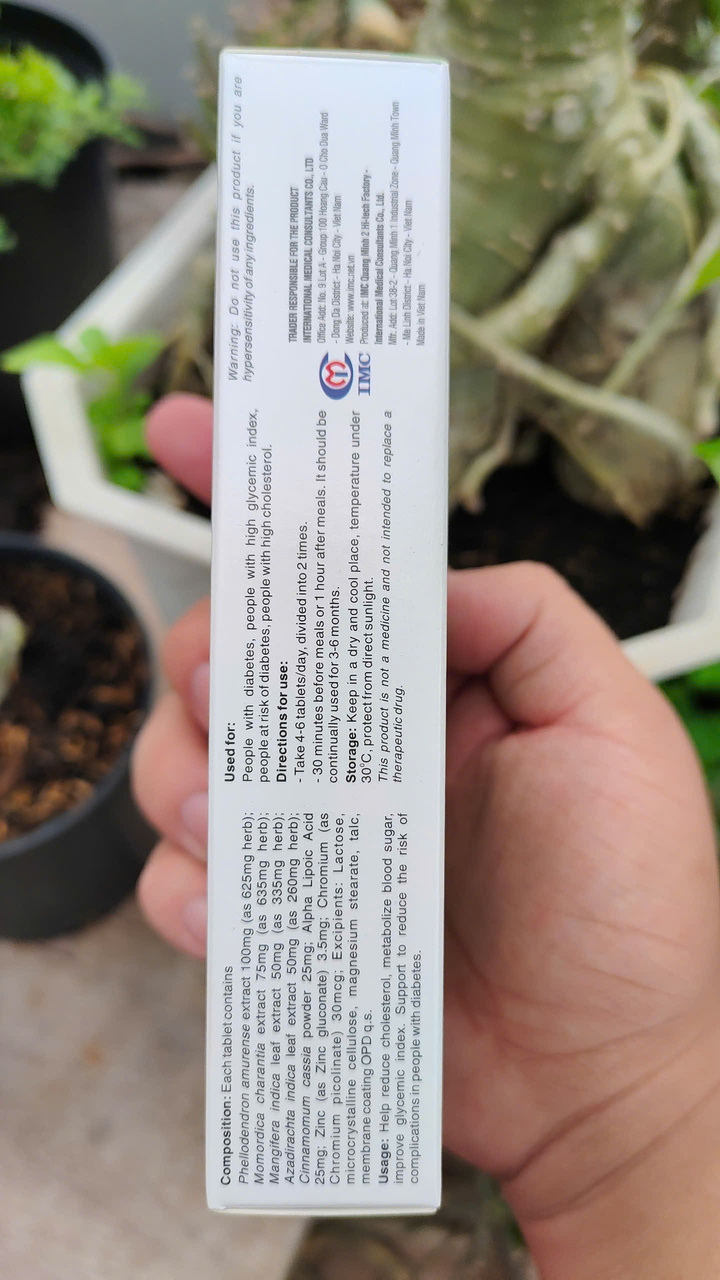 Composition: Each tablet contains
Phellodendron amurense extract 100mg (as 625mg herb);
Momordica charantia extract 75mg (as 635mg herb);
Mangifera indica leaf extract 50mg (as 335mg herb);
Azadirachta indica leaf extract 50mg (as 260mg herb);
Cinnamomum cassia powder 25mg; Alpha Lipoic Acid
25mg; Zinc (as Zinc gluconate) 3.5mg; Chromium (as
Chromium picolinate) 30mcg; Excipients: Lactose,
microcrystalline cellulose, magnesium stearate, talc,
membrane coating OPD q.s.
Usage: Help reduce cholesterol, metabolize blood sugar,
improve glycemic index. Support to reduce the risk of
complications in people with diabetes.
Used for:
People with diabetes, people with high glycemic index,
people at risk of diabetes, people with high cholesterol.
Directions for use:
- Take 4-6 tablets/day, divided into 2 times.
- 30 minutes before meals or 1 hour after meals. It should be
continually used for 3-6 months.
Storage: Keep in a dry and cool place, temperature under
30°C, protect from direct sunlight.
This product is not a medicine and not intended to replace a
therapeutic drug.
Warning: Do not use this product if you are
hypersensitivity of any ingredients.
IMC
TRADER RESPONSIBLE FOR THE PRODUCT
INTERNATIONAL MEDICAL CONSULTANTS CO., LTD
Office Add: No. 9 Lot A - Group 100 Hoang Cau - O Cho Dua Ward
- Dong Da District - Ha Noi City - Viet Nam
Website: www.imc.net.vn
Produced at: IMC Quang Minh 2 Hi-tech Factory -
International Medical Consultants Co., Ltd.
Mfr. Add: Lot 38-2 - Quang Minh 1 Industrial Zone - Quang Minh Town
- Me Linh District - Ha Noi City - Viet Nam
Made in Viet Nam